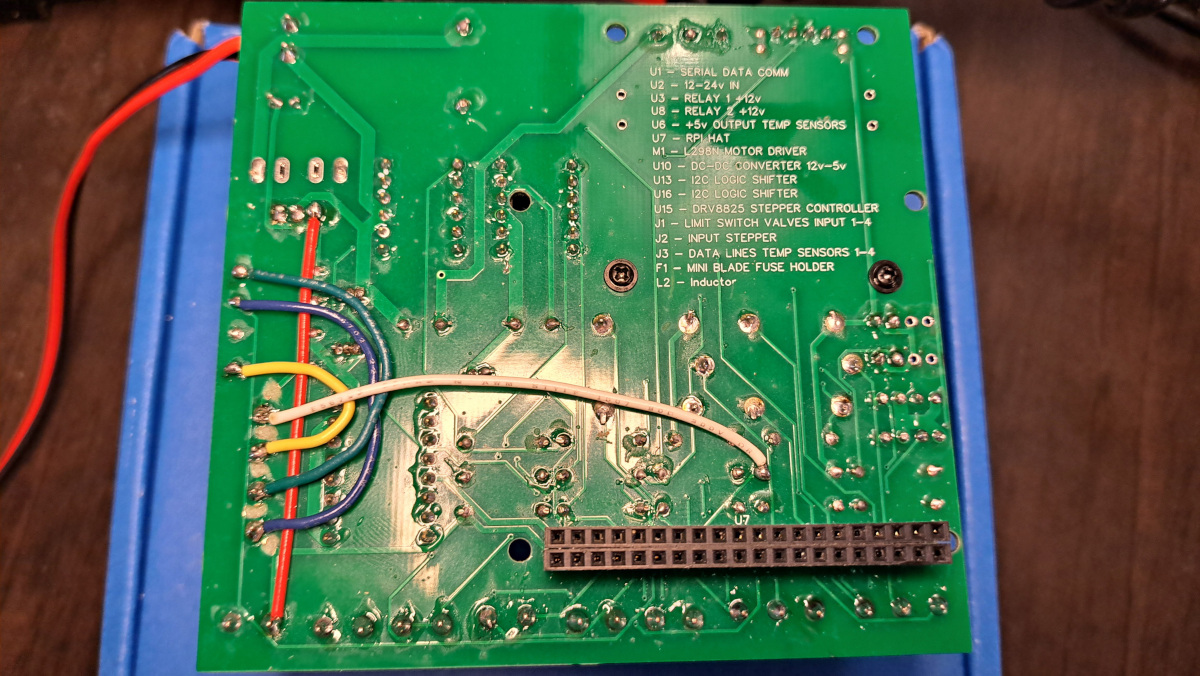 U1 - SERIAL DATA COMM
U2 - 12-24v IN
U3 - RELAY 1 +12v
U8 - RELAY 2 +12v
U6 - +5v OUTPUT TEMP SENSORS
U7 - RPI HAT
M1 - L298N MOTOR DRIVER
U10 - DC-DC CONVERTER 12v-5v
U13 - I2C LOGIC SHIFTER
U16 - I2C LOGIC SHIFTER
U15 - DRV8825 STEPPER CONTROLLER
J1 - LIMIT SWITCH VALVES INPUT 1-4
J2 - INPUT STEPPER
J3 - DATA LINES TEMP SENSORS 1-4
F1 - MINI BLADE FUSE HOLDER
L2 - Inductor
U7